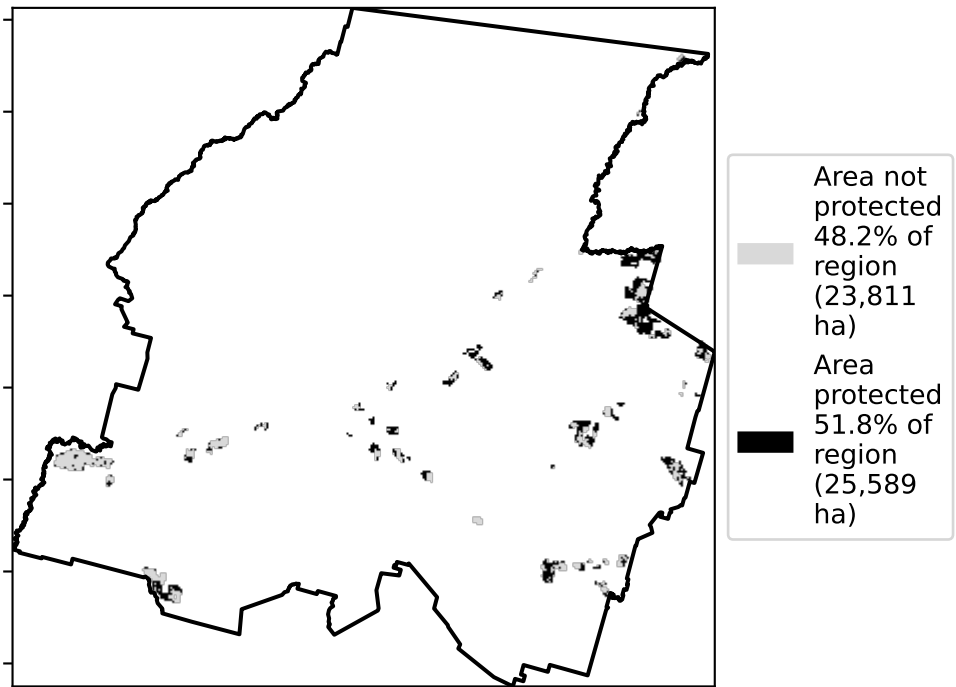 Area not
protected
48.2% of
region
(23,811
ha)
Area
protected
51.8% of
region
(25,589
ha)